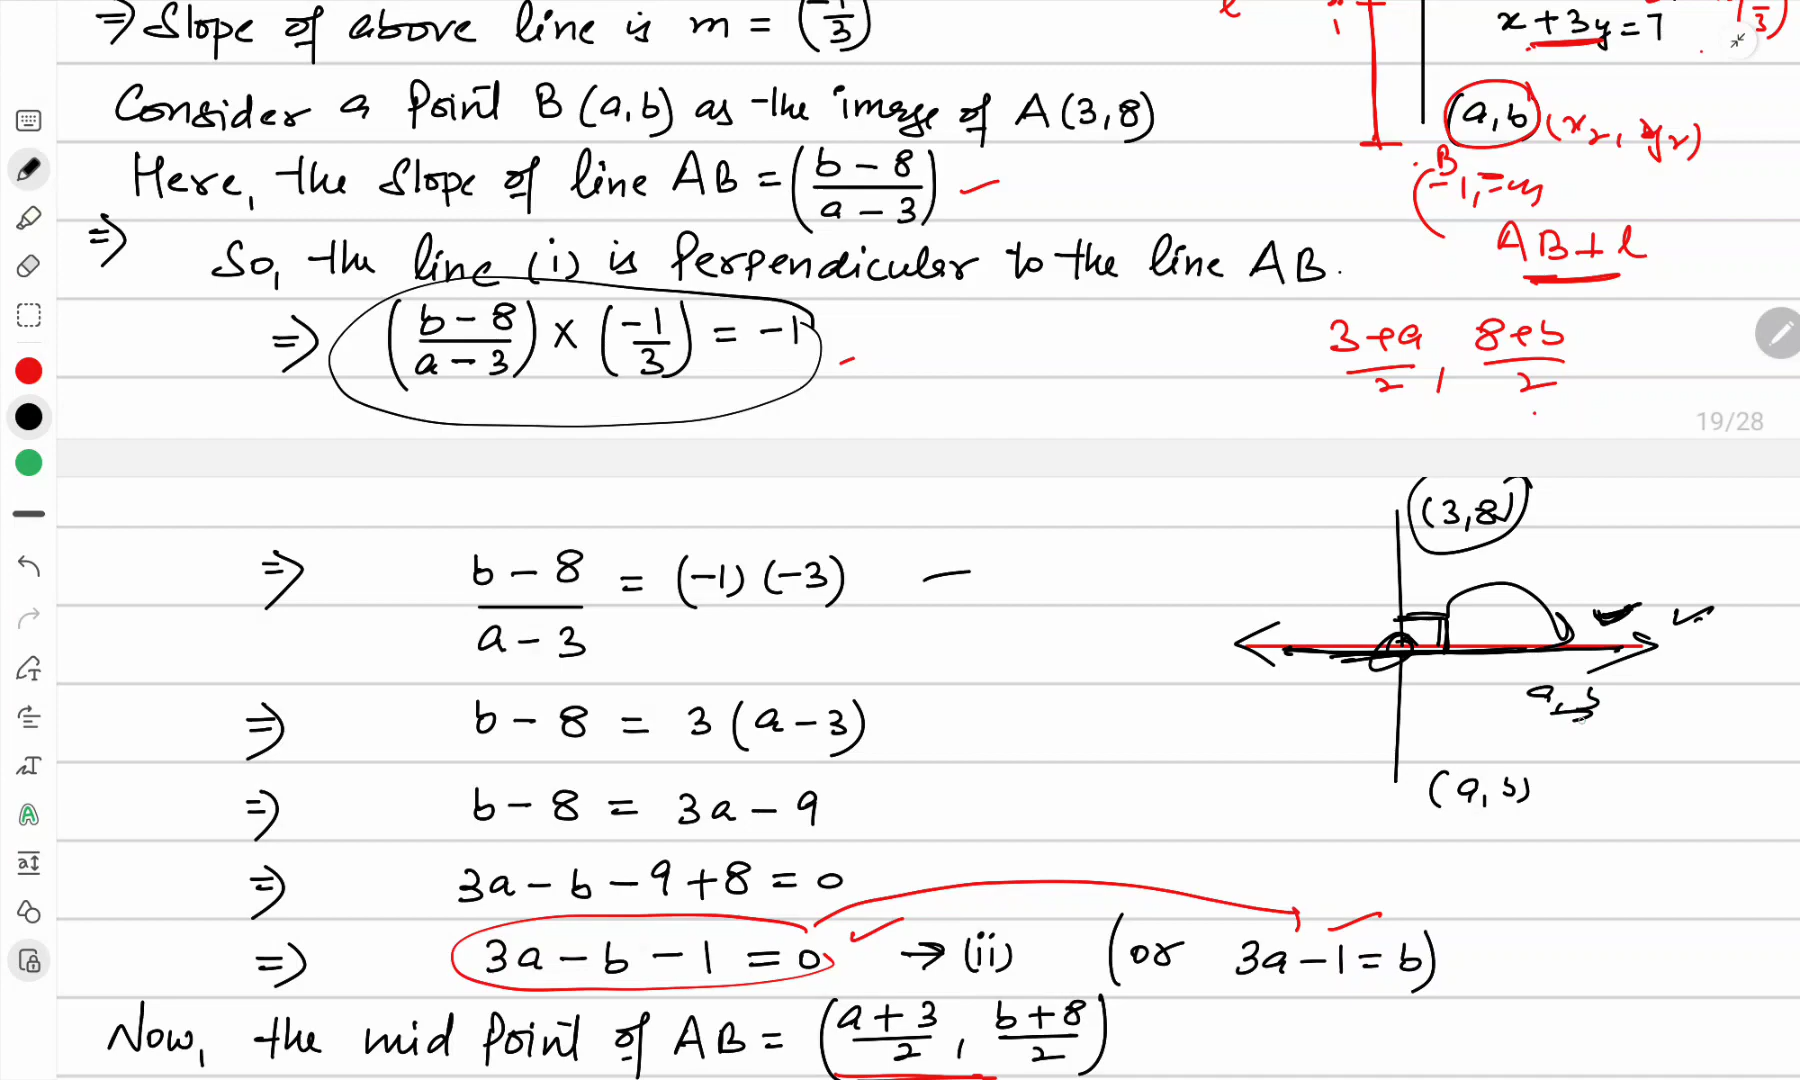 ⇒ Slope of above line is m = (-1/3)
x + 3y = 7
Consider a Point B (a, b) as the image of A (3, 8)
(a, b)
B
Here, the Slope of line AB = (b - 8 / a - 3)
-1, = m
⇒ So, the line (i) is Perpendicular to the line AB.
AB ⊥ l
⇒ (b - 8 / a - 3) × (-1/3) = -1
3+a / 2 , 8+b / 2
19/28
(3, 8)
⇒ b - 8 / a - 3 = (-1) (-3)
a, b
⇒ b - 8 = 3 (a - 3)
(a, b)
⇒ b - 8 = 3a - 9
⇒ 3a - b - 9 + 8 = 0
⇒ 3a - b - 1 = 0 → (ii) (or 3a - 1 = b)
Now, the mid Point of AB = (a + 3 / 2 , b + 8 / 2)